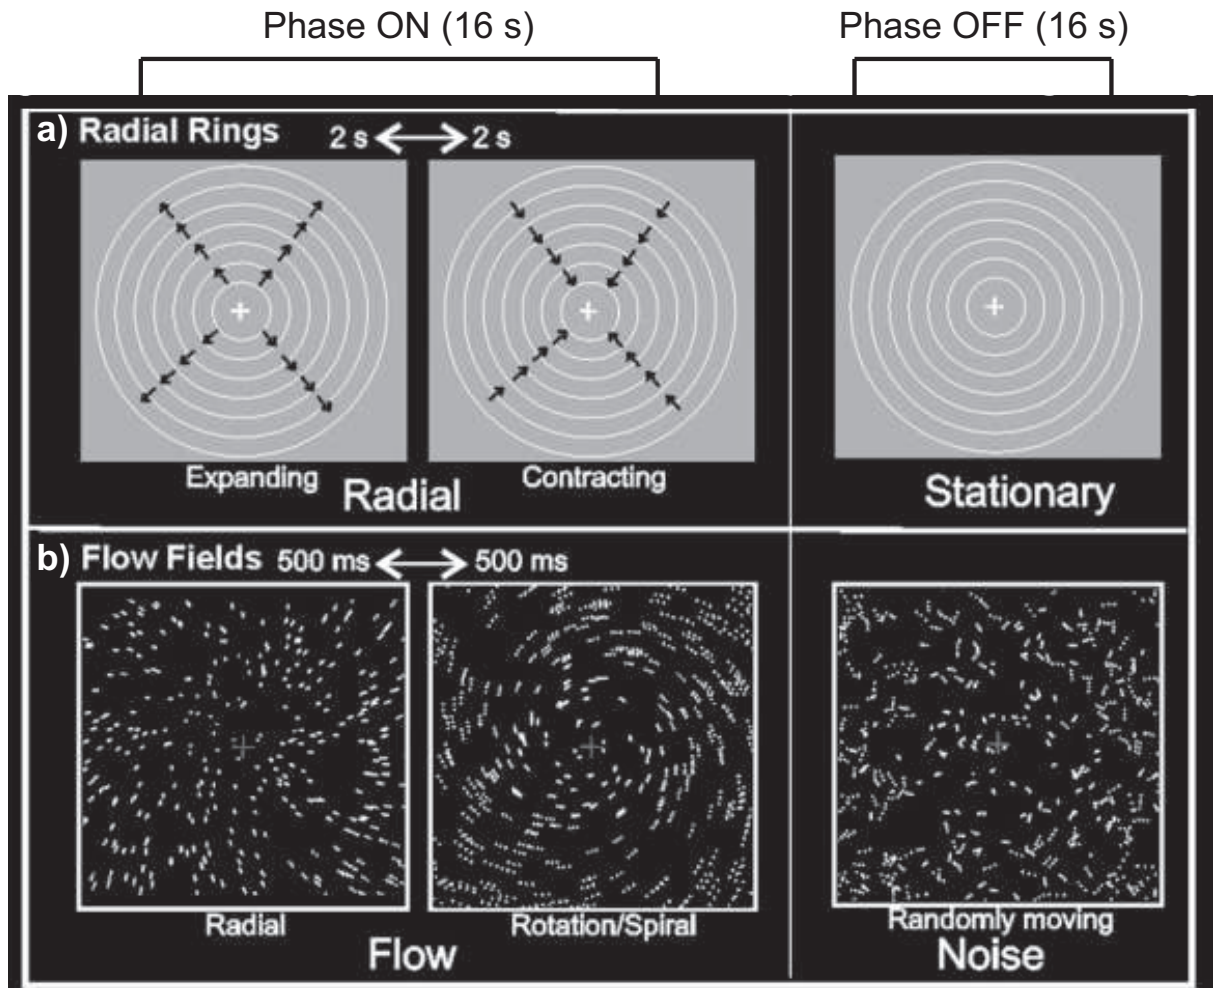 Phase ON (16 s)
Phase OFF (16 s)
a) Radial Rings 2 s 2 s
Expanding
Contracting
Radial
Stationary
b) Flow Fields 500 ms 500 ms
Radial
Rotation/Spiral
Randomly moving
Flow
Noise